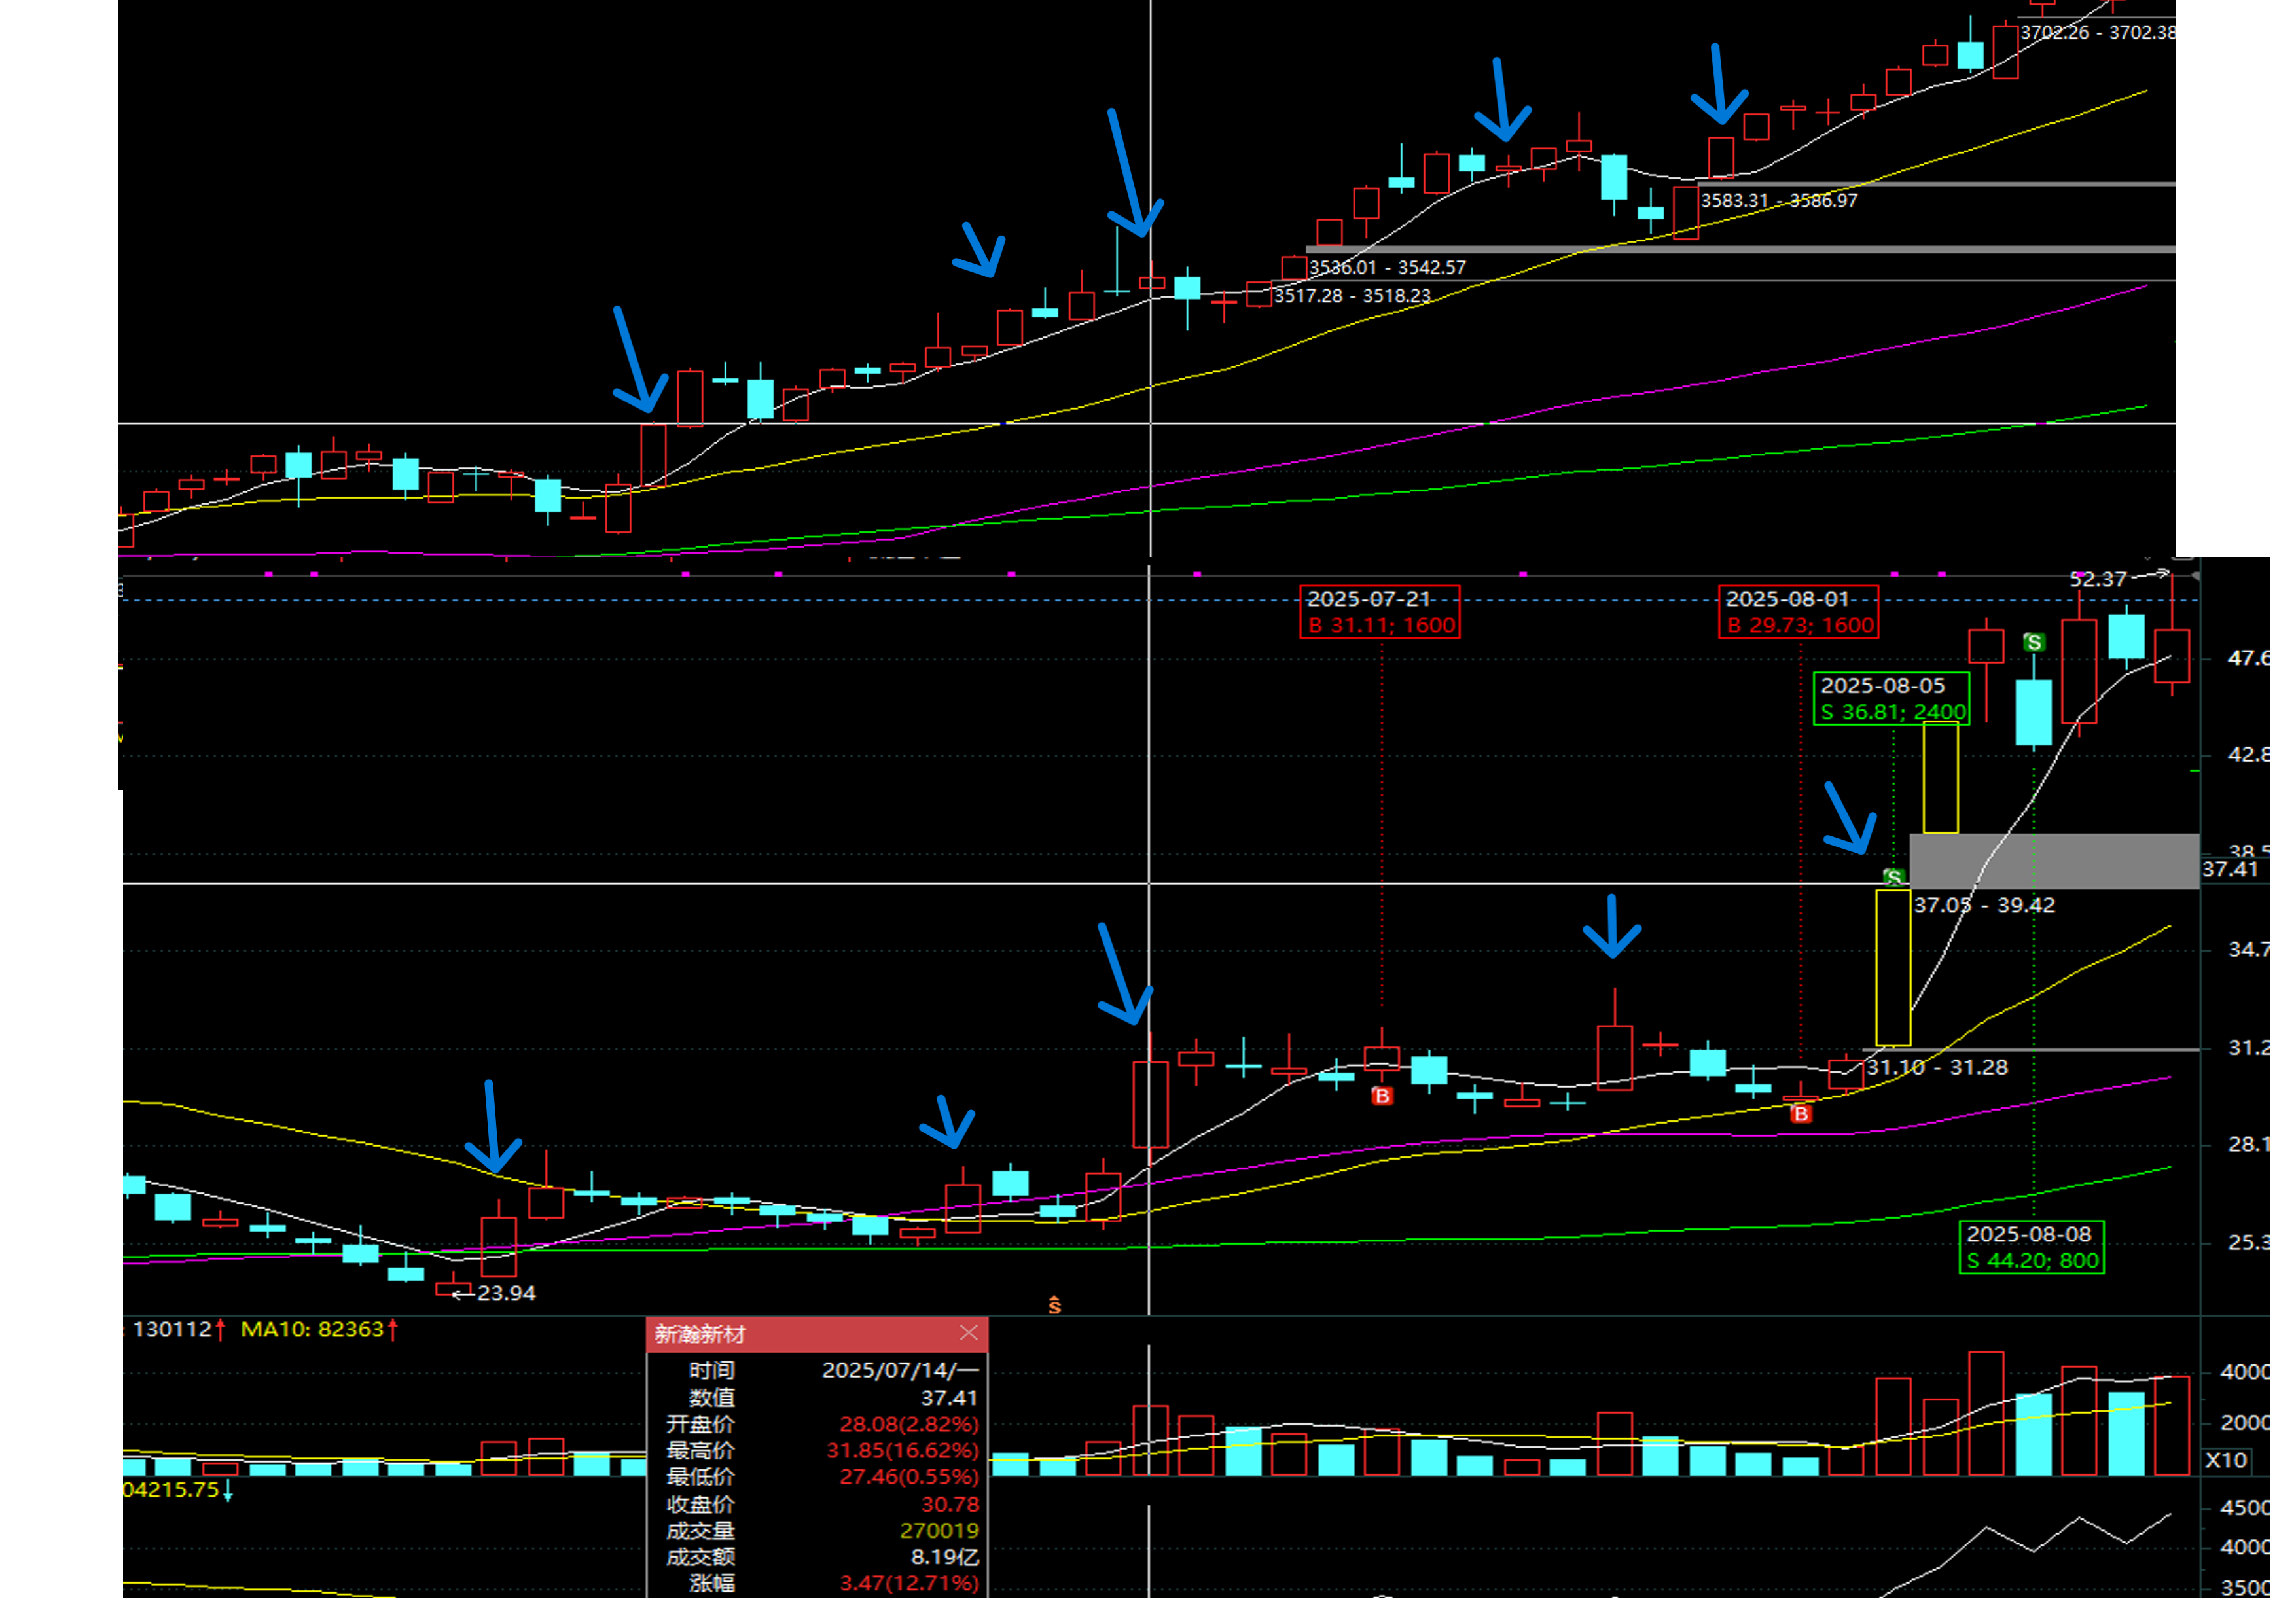 3702.26 - 3702.38
3583.31 - 3586.97
3536.01 - 3542.57
3517.28 - 3518.23
52.37
2025-07-21
B 31.11; 1600
2025-08-01
B 29.73; 1600
S
47.6
2025-08-05
S 36.81; 2400
42.8
38.5
37.41
S
37.05 - 39.42
34.7
31.2
31.10 - 31.28
B
B
28.1
2025-08-08
S 44.20; 800
25.3
23.94
S
: 130112↑ MA10: 82363↑
新瀚新材
时间 2025/07/14/一
数值 37.41
开盘价 28.08(2.82%)
最高价 31.85(16.62%)
最低价 27.46(0.55%)
收盘价 30.78
成交量 270019
成交额 8.19亿
涨幅 3.47(12.71%)
4000
2000
X10
04215.75↓
4500
4000
3500